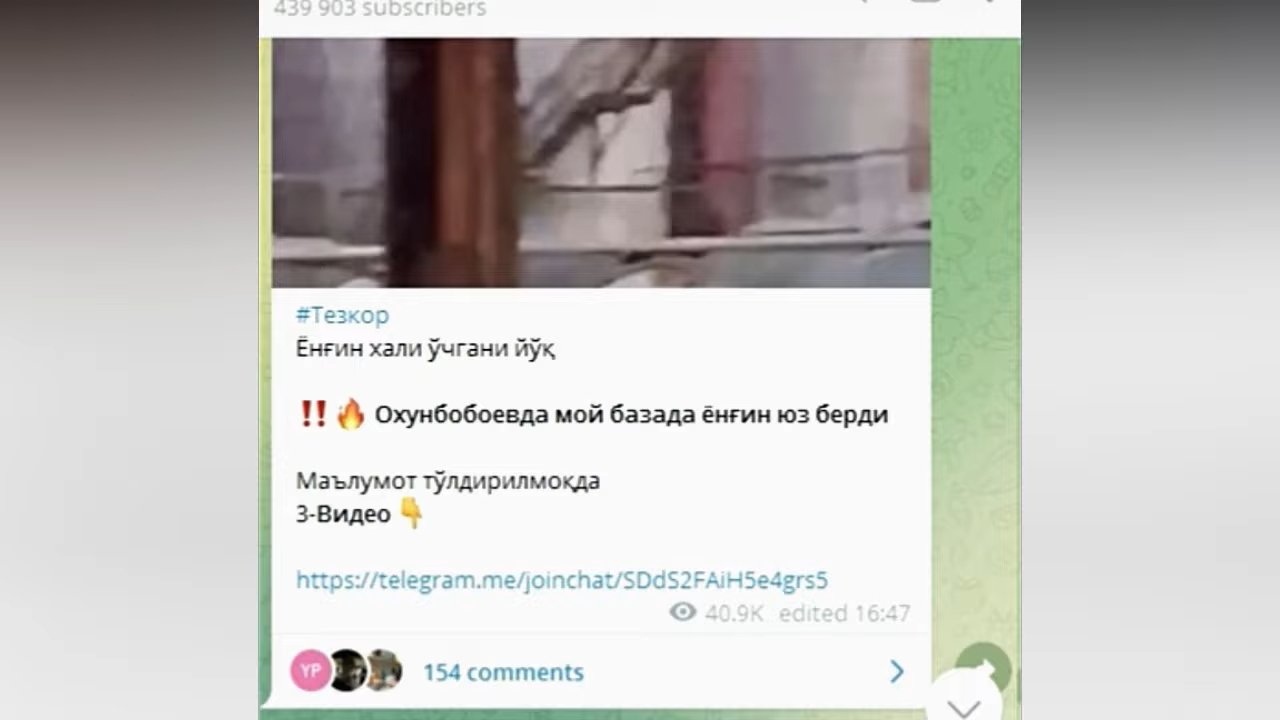 439 903 subscribers
#Тезкор
Ёнғин хали ўчгани йўқ
‼️🔥 Охунбобоевда мой базада ёнғин юз берди
Маълумот тўлдирилмоқда
3-Видео 👇
https://telegram.me/joinchat/SDdS2FAiH5e4grs5
40.9K edited 16:47
YP
154 comments